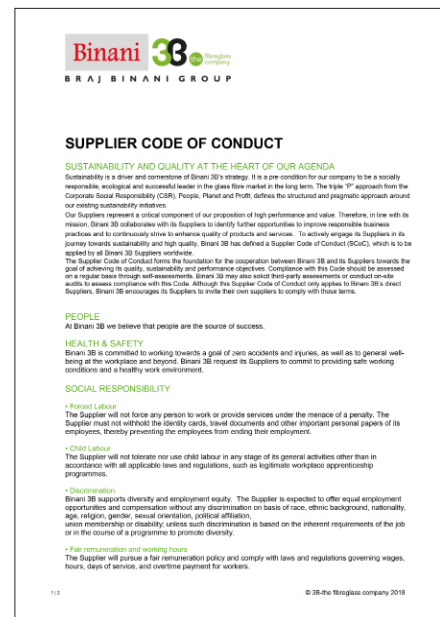 Binani 3B the fibreglass company
BRAJ BINANI GROUP
SUPPLIER CODE OF CONDUCT
SUSTAINABILITY AND QUALITY AT THE HEART OF OUR AGENDA
Sustainability is a driver and cornerstone of Binani 3B's strategy. It is a pre-condition for our company to be a socially
responsible, ecological and successful leader in the glass fibre market in the long term. The triple "P" approach from the
Corporate Social Responsibility (CSR), People, Planet and Profit, defines the structured and pragmatic approach around
our existing sustainability initiatives.
Our Suppliers represent a critical component of our proposition of high performance and value. Therefore, in line with its
mission, Binani 3B collaborates with its Suppliers to identify further opportunities to improve responsible business
practices and to continously strive to enhance quality of products and services . To actively engage its Suppliers in its
journey towards sustainability and high quality, Binani 3B has defined a Supplier Code of Conduct (SCoC), which is to be
applied by all Binani 3B Suppliers worldwide.
The Supplier Code of Conduct forms the foundation for the cooperation between Binani 3B and its Suppliers towards the
goal of achieving its quality, sustainability and performance objectives. Compliance with this Code should be assessed
on a regular basis through self-assessments. Binani 3B may also solicit third-party assessments or conduct on-site
audits to assess compliance with this Code. Although this Supplier Code of Conduct only applies to Binani 3B's direct
Suppliers, Binani 3B encourages its Suppliers to invite their own suppliers to comply with those terms.
PEOPLE
At Binani 3B we believe that people are the source of success.
HEALTH & SAFETY
Binani 3B is committed to working towards a goal of zero accidents and injuries, as well as to general well-
being at the workplace and beyond. Binani 3B request its Suppliers to commit to providing safe working
conditions and a healthy work environment.
SOCIAL RESPONSIBILITY
• Forced Labour
The Supplier will not force any person to work or provide services under the menace of a penalty. The
Supplier must not withhold the identity cards, travel documents and other important personal papers of its
employees, thereby preventing the employees from ending their employment.
• Child Labour
The Supplier will not tolerate nor use child labour in any stage of its general activities other than in
accordance with all applicable laws and regulations, such as legitimate workplace apprenticeship
programmes.
• Discrimination
Binani 3B supports diversity and employment equity. The Supplier is expected to offer equal employment
opportunities and compensation without any discrimination on basis of race, ethnic background, nationality,
age, religion, gender, sexual orientation, political affiliation,
union membership or disability; unless such discrimination is based on the inherent requirements of the job
or in the course of a programme to promote diversity.
• Fair remuneration and working hours
The Supplier will pursue a fair remuneration policy and comply with laws and regulations governing wages,
hours, days of service, and overtime payment for workers.
1 | 2 © 3B-the fibreglass company 2018